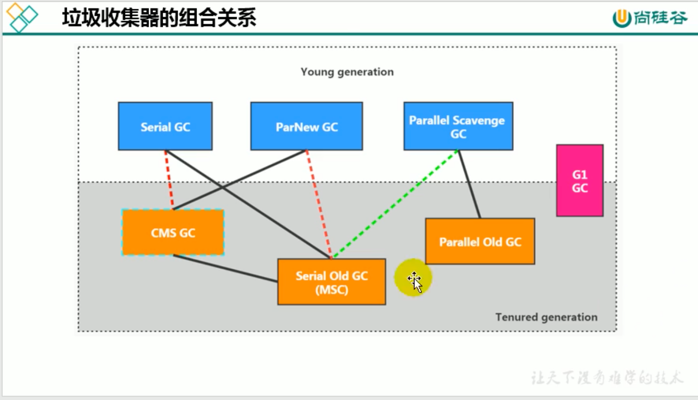 垃圾收集器的组合关系
尚硅谷
Young generation
Serial GC
ParNew GC
Parallel Scavenge
GC
G1
GC
CMS GC
Parallel Old GC
Serial Old GC
(MSC)
Tenured generation
让天下没有难学的技术